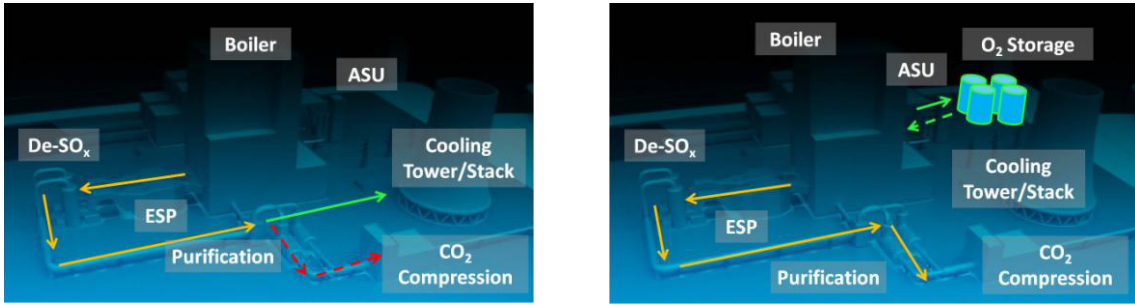 Boiler
ASU
De-SOₓ
Cooling
Tower/Stack
ESP
Purification
CO₂
Compression
Boiler
O₂ Storage
ASU
De-SOₓ
Cooling
Tower/Stack
ESP
Purification
CO₂
Compression